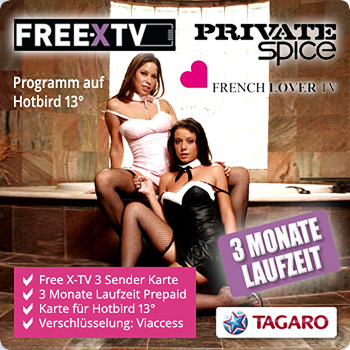 FREE-XTV
PRIVATE
spice
Programm auf
Hotbird 13°
FRENCH LOVER TV
3 MONATE
LAUFZEIT
Free X-TV 3 Sender Karte
3 Monate Laufzeit Prepaid
Karte für Hotbird 13°
Verschlüsselung: Viaccess
TAGARO